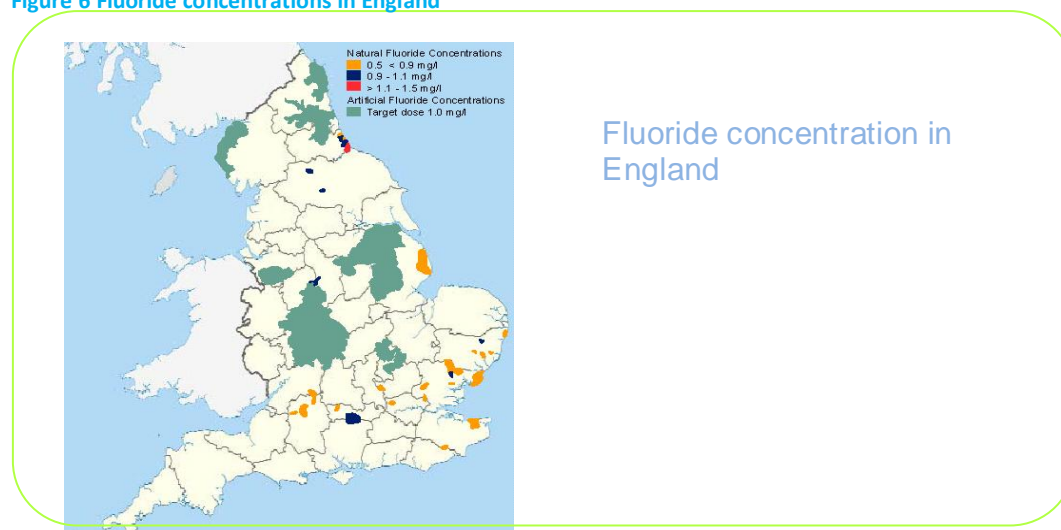 Figure 6 Fluoride concentrations in England
Natural Fluoride Concentrations
0.5 < 0.9 mg/l
0.9 - 1.1 mg/l
> 1.1 - 1.5 mg/l
Artificial Fluoride Concentrations
Target dose 1.0 mg/l
Fluoride concentration in
England